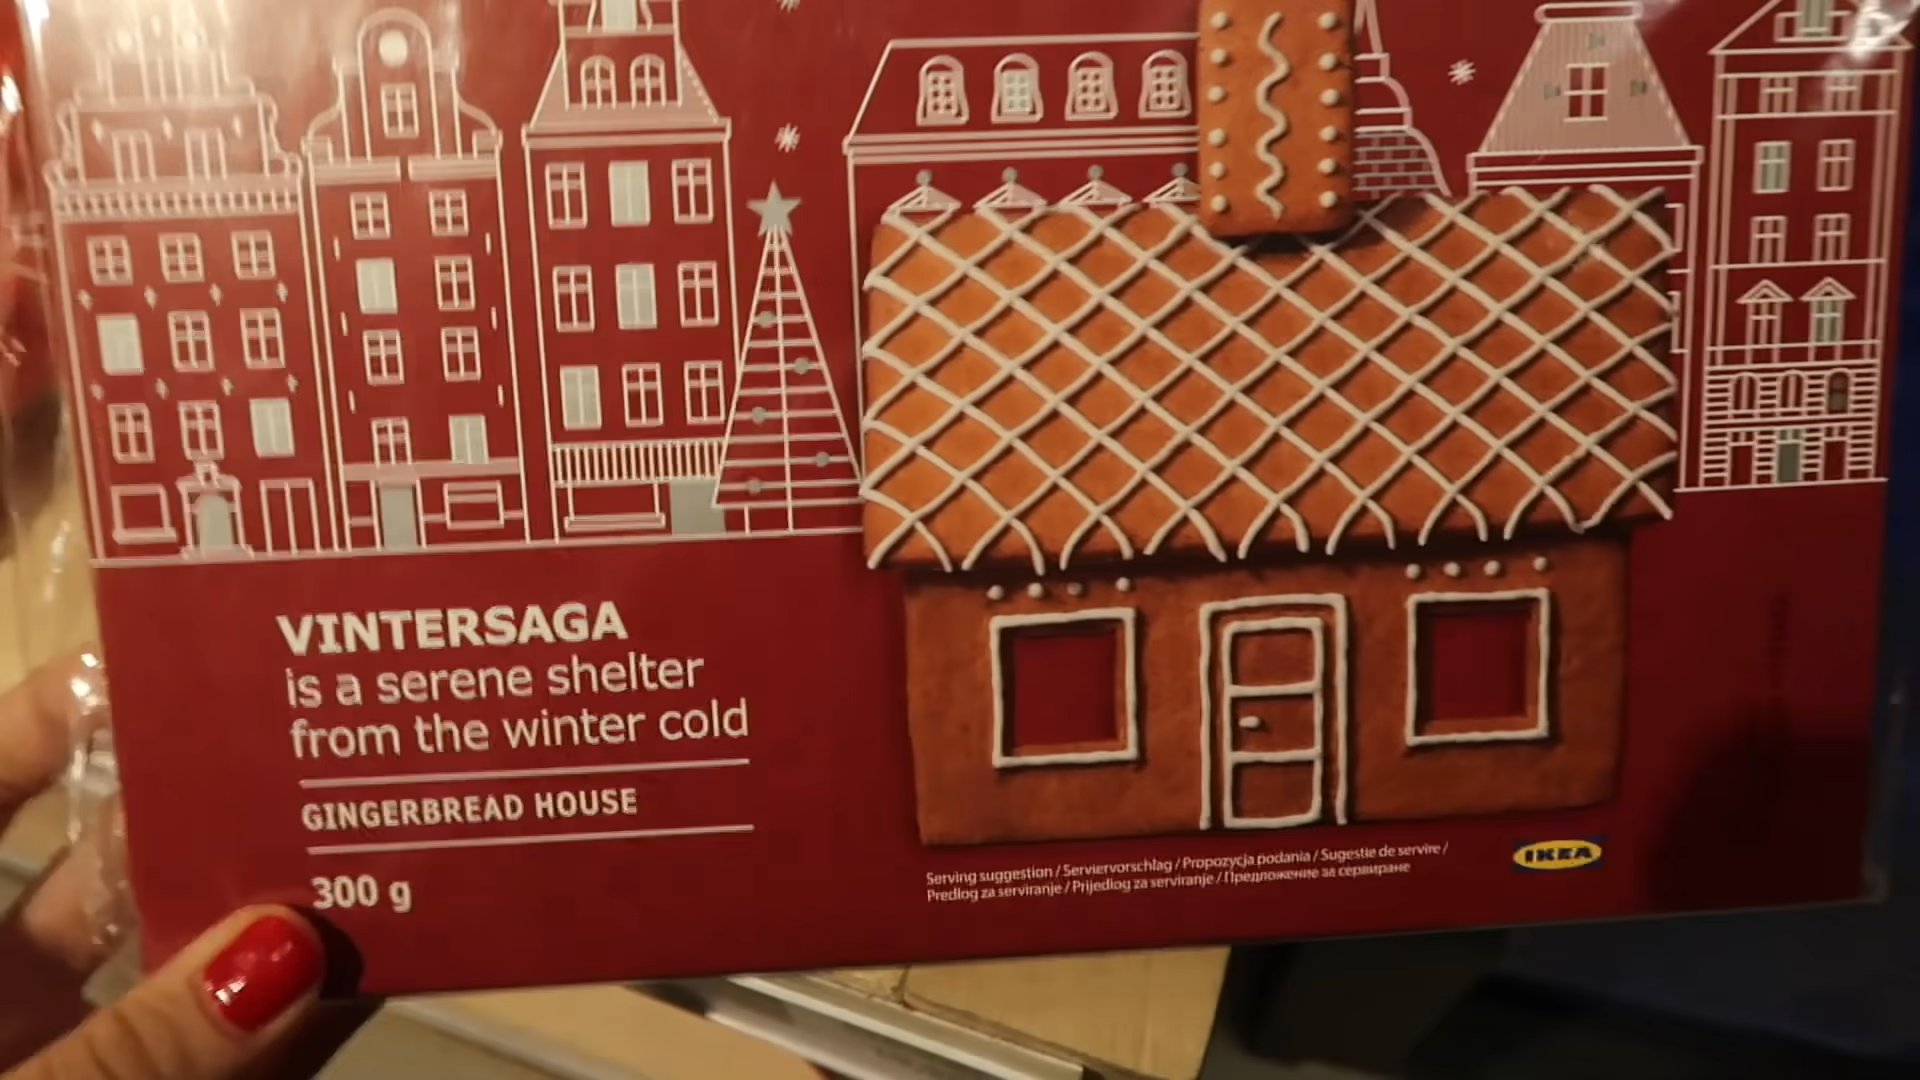 VINTERSAGA
is a serene shelter
from the winter cold
GINGERBREAD HOUSE
300 g
Serving suggestion / Serviervorschlag / Propozycja podania / Sugestie de servire /
Predlog za serviranje / Prijedlog za serviranje / Предложение за сервиране
IKEA